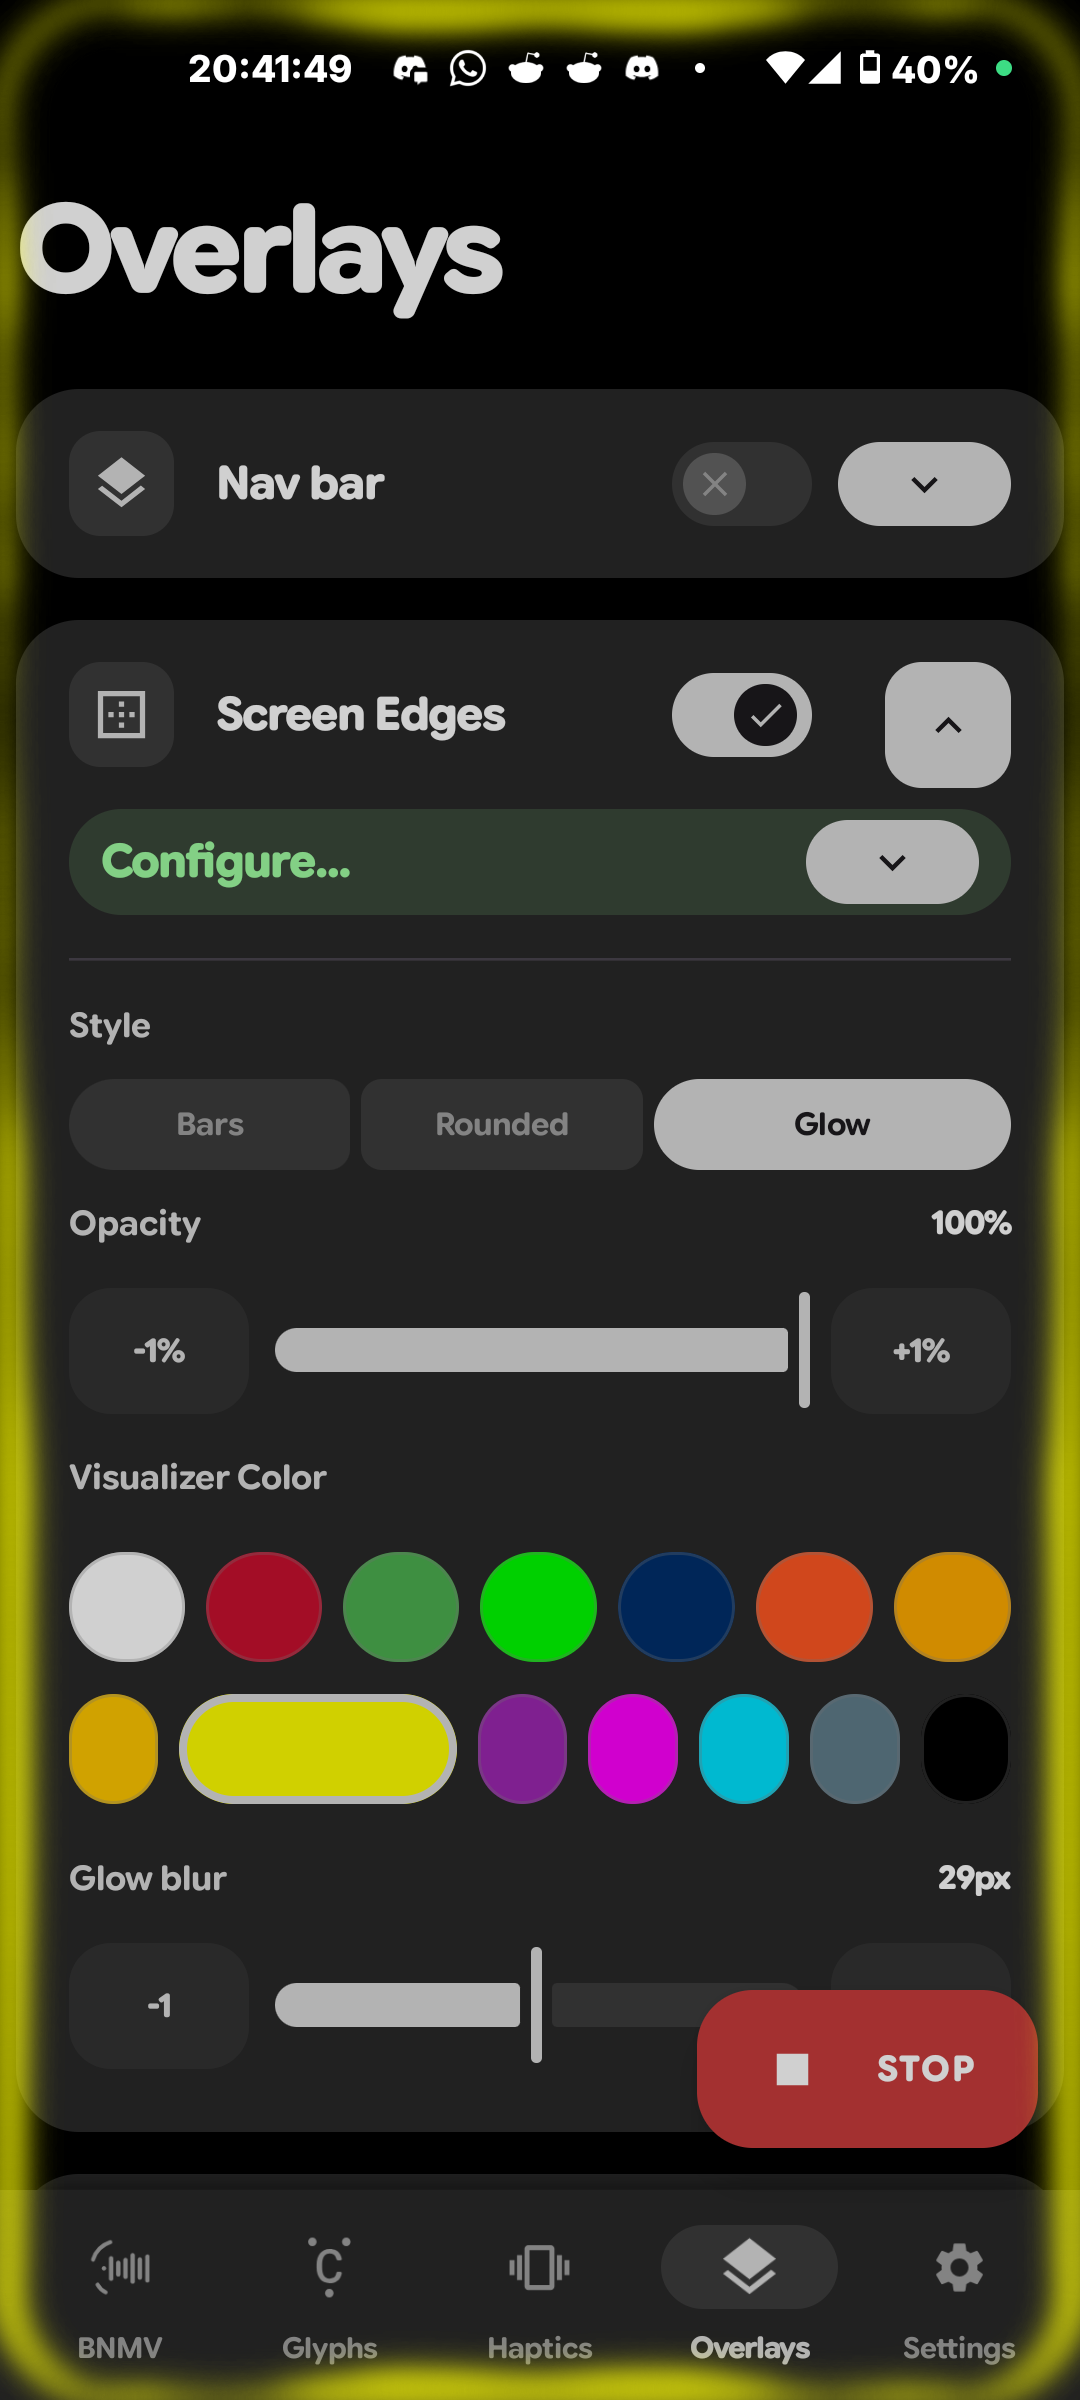 20:41:49 40%
Overlays
Nav bar
Screen Edges
Configure...
Style
Bars Rounded Glow
Opacity 100%
-1% +1%
Visualizer Color
Glow blur 29px
-1
STOP
BNMV Glyphs Haptics Overlays Settings